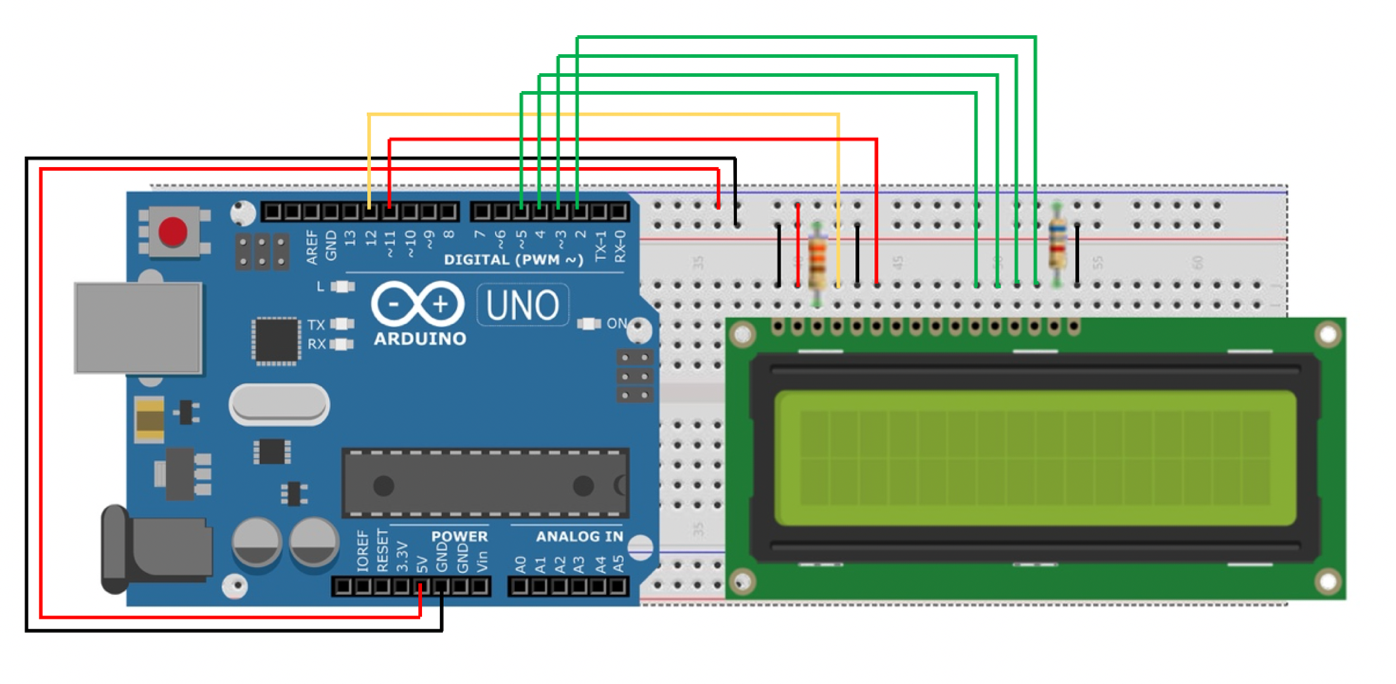 AREF
GND
13
12
~11
~10
~9
8
7
~6
~5
4
~3
2
TX-1
RX-0
DIGITAL (PWM ~)
L
TX
RX
UNO
ARDUINO
ON
35
45
55
60
35
IOREF
RESET
3.3V
5V
GND
GND
Vin
POWER
ANALOG IN
A0
A1
A2
A3
A4
A5